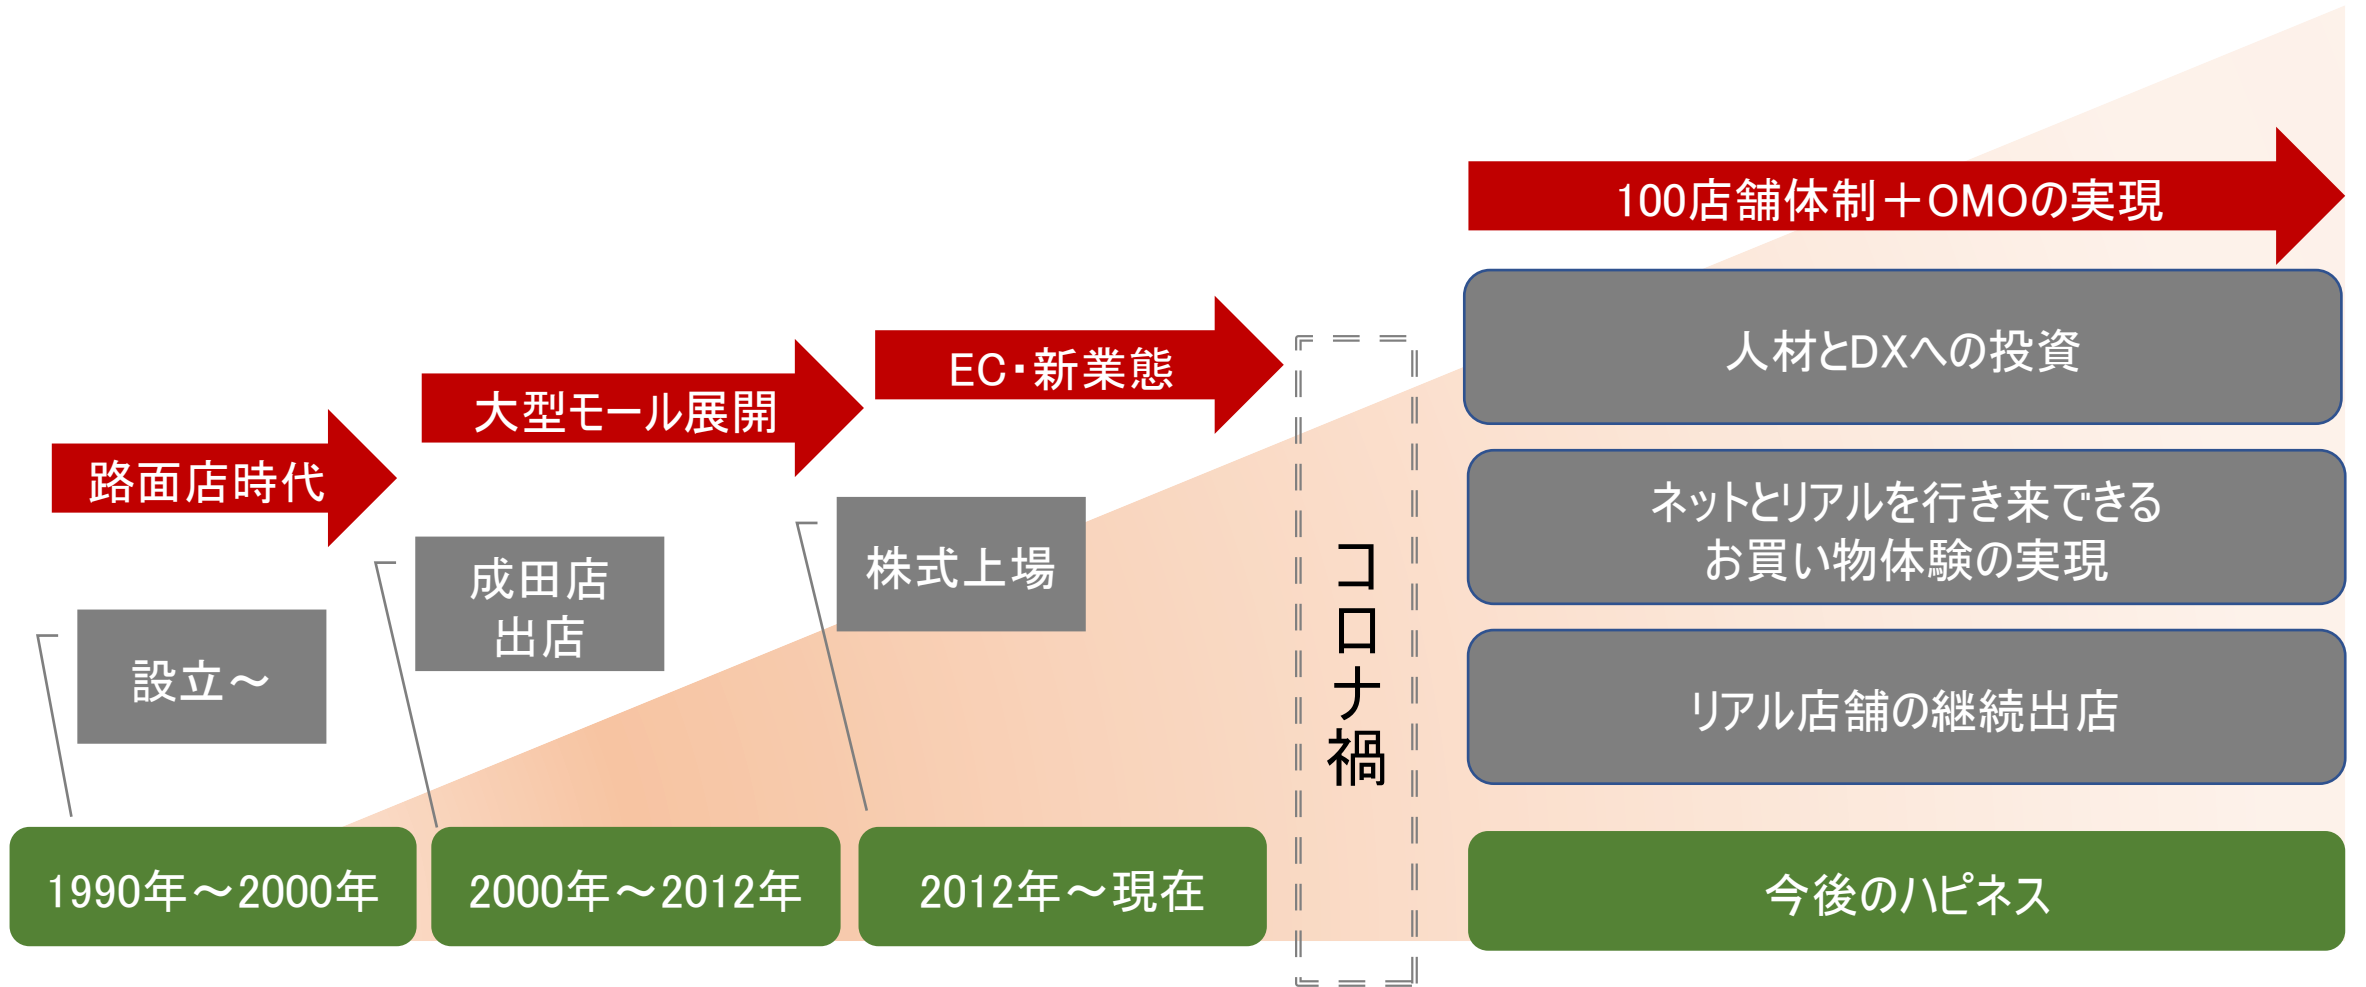 100店舗体制＋OMOの実現
人材とDXへの投資
EC・新業態
大型モール展開
路面店時代
ネットとリアルを行き来できる
お買い物体験の実現
株式上場
成田店
出店
コロナ禍
設立～
リアル店舗の継続出店
1990年～2000年
2000年～2012年
2012年～現在
今後のハピネス